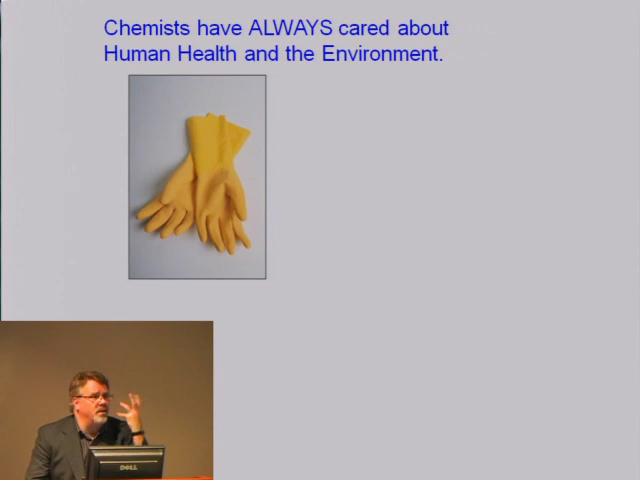 Chemists have ALWAYS cared about
Human Health and the Environment.
DELL